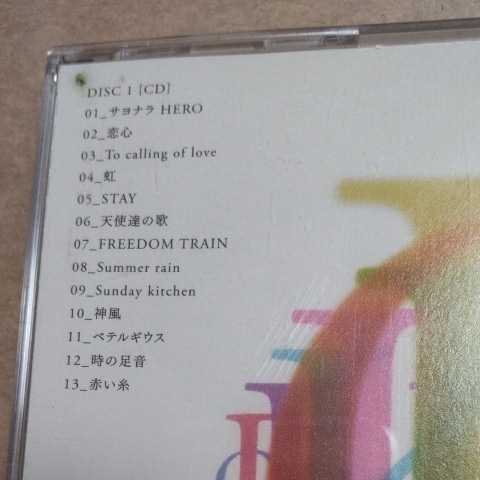 DISC 1 [CD]
01_サヨナラ HERO
02_恋心
03_To calling of love
04_虹
05_STAY
06_天使達の歌
07_FREEDOM TRAIN
08_Summer rain
09_Sunday kitchen
10_神風
11_ベテルギウス
12_時の足音
13_赤い糸